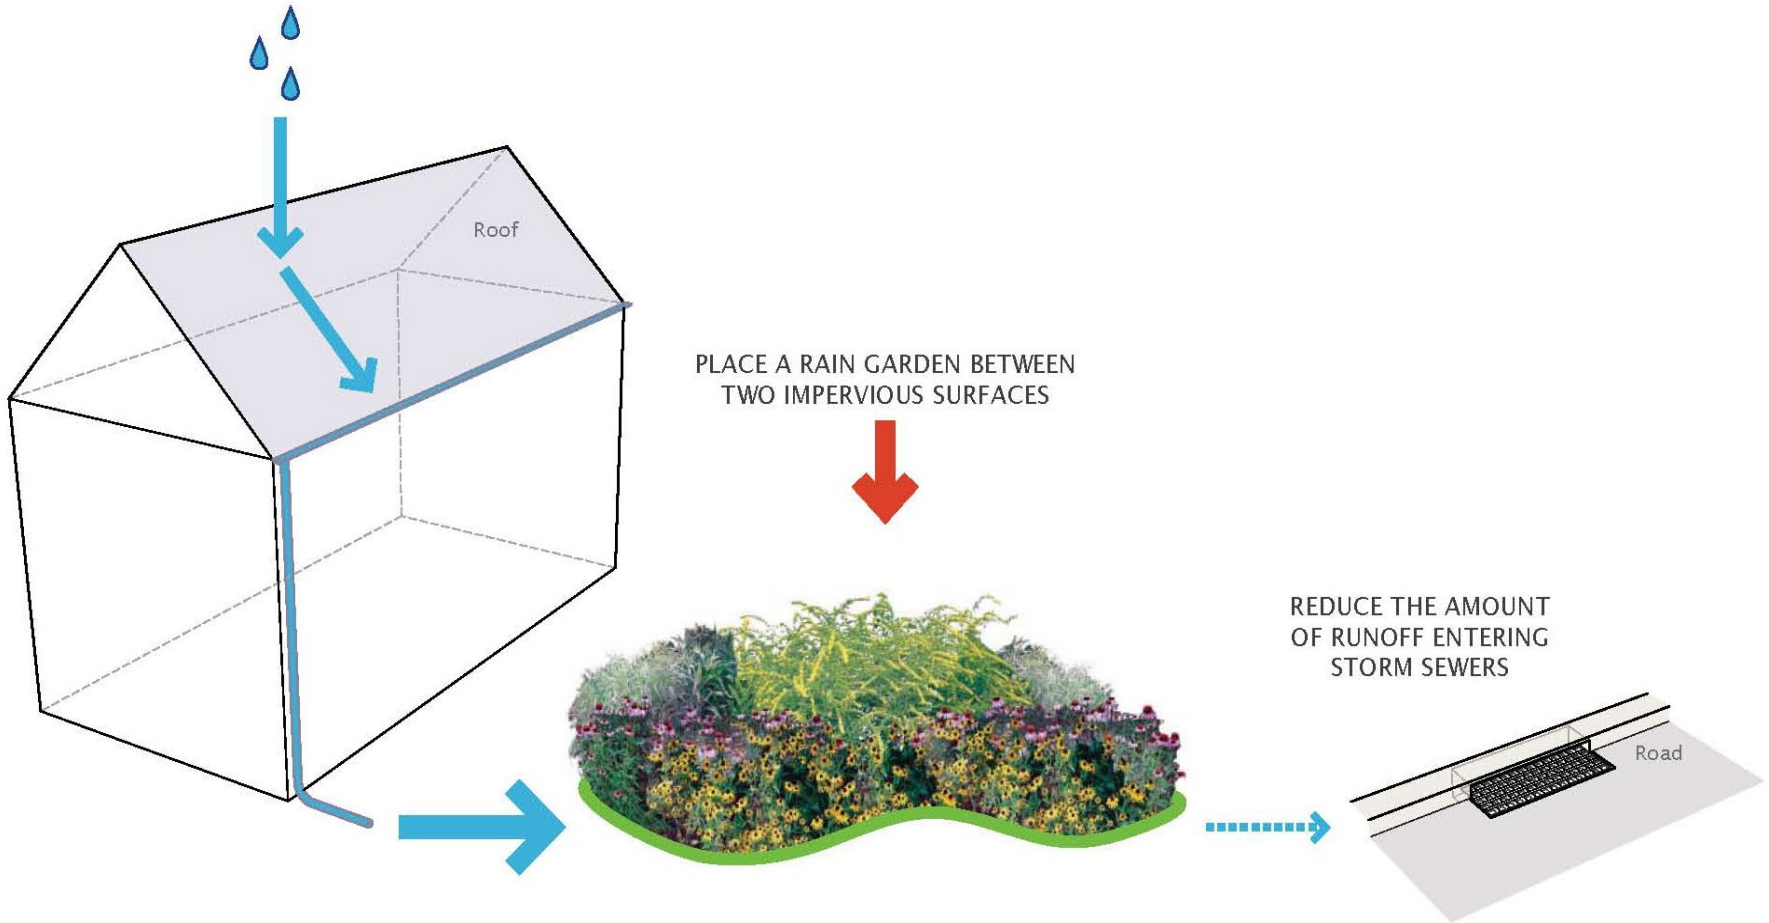 Roof
PLACE A RAIN GARDEN BETWEEN
TWO IMPERVIOUS SURFACES
REDUCE THE AMOUNT
OF RUNOFF ENTERING
STORM SEWERS
Road